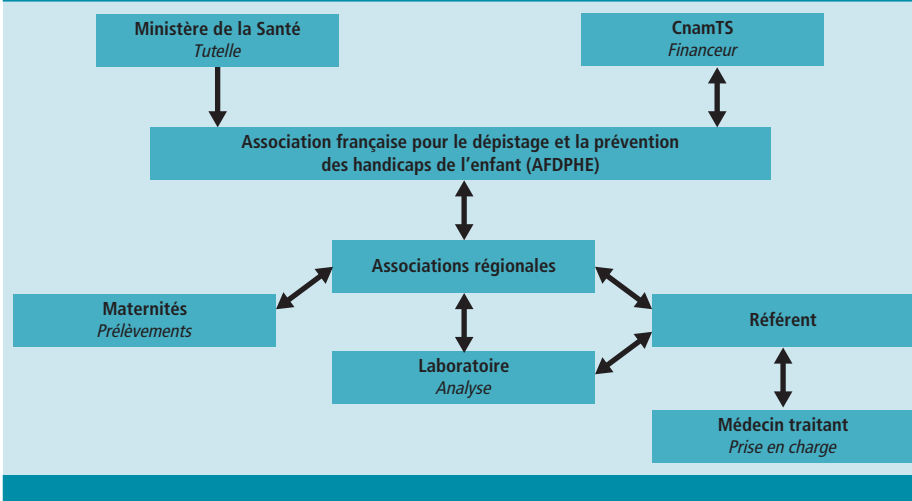 Ministère de la Santé
Tutelle
CnamTS
Financeur
Association française pour le dépistage et la prévention
des handicaps de l'enfant (AFDPHE)
Associations régionales
Maternités
Prélèvements
Référent
Laboratoire
Analyse
Médecin traitant
Prise en charge